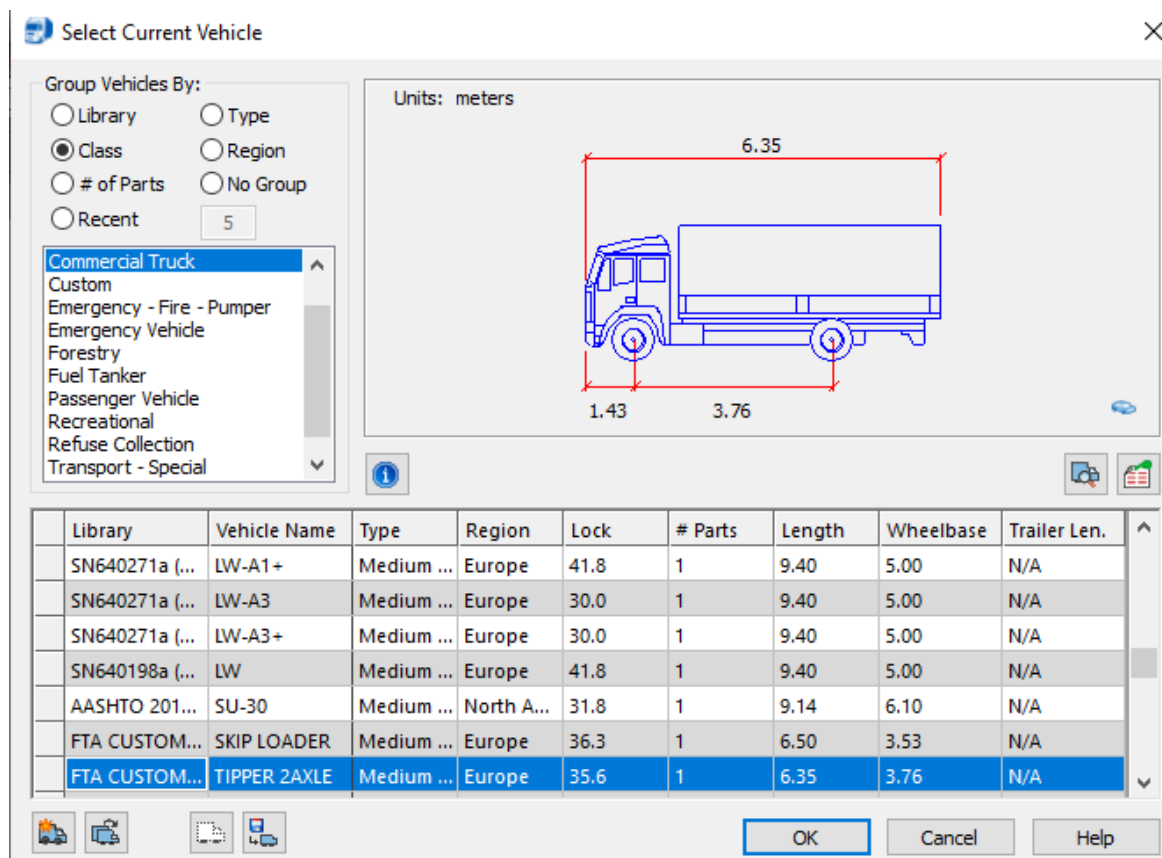 Select Current Vehicle
Group Vehicles By:
Library Type
Class Region
# of Parts No Group
Recent 5
Commercial Truck
Custom
Emergency - Fire - Pumper
Emergency Vehicle
Forestry
Fuel Tanker
Passenger Vehicle
Recreational
Refuse Collection
Transport - Special
Units: meters
6.35
1.43 3.76
Library Vehicle Name Type Region Lock # Parts Length Wheelbase Trailer Len.
SN640271a (... LW-A1+ Medium ... Europe 41.8 1 9.40 5.00 N/A
SN640271a (... LW-A3 Medium ... Europe 30.0 1 9.40 5.00 N/A
SN640271a (... LW-A3+ Medium ... Europe 30.0 1 9.40 5.00 N/A
SN640198a (... LW Medium ... Europe 41.8 1 9.40 5.00 N/A
AASHTO 201... SU-30 Medium ... North A... 31.8 1 9.14 6.10 N/A
FTA CUSTOM... SKIP LOADER Medium ... Europe 36.3 1 6.50 3.53 N/A
FTA CUSTOM... TIPPER 2AXLE Medium ... Europe 35.6 1 6.35 3.76 N/A
OK Cancel Help